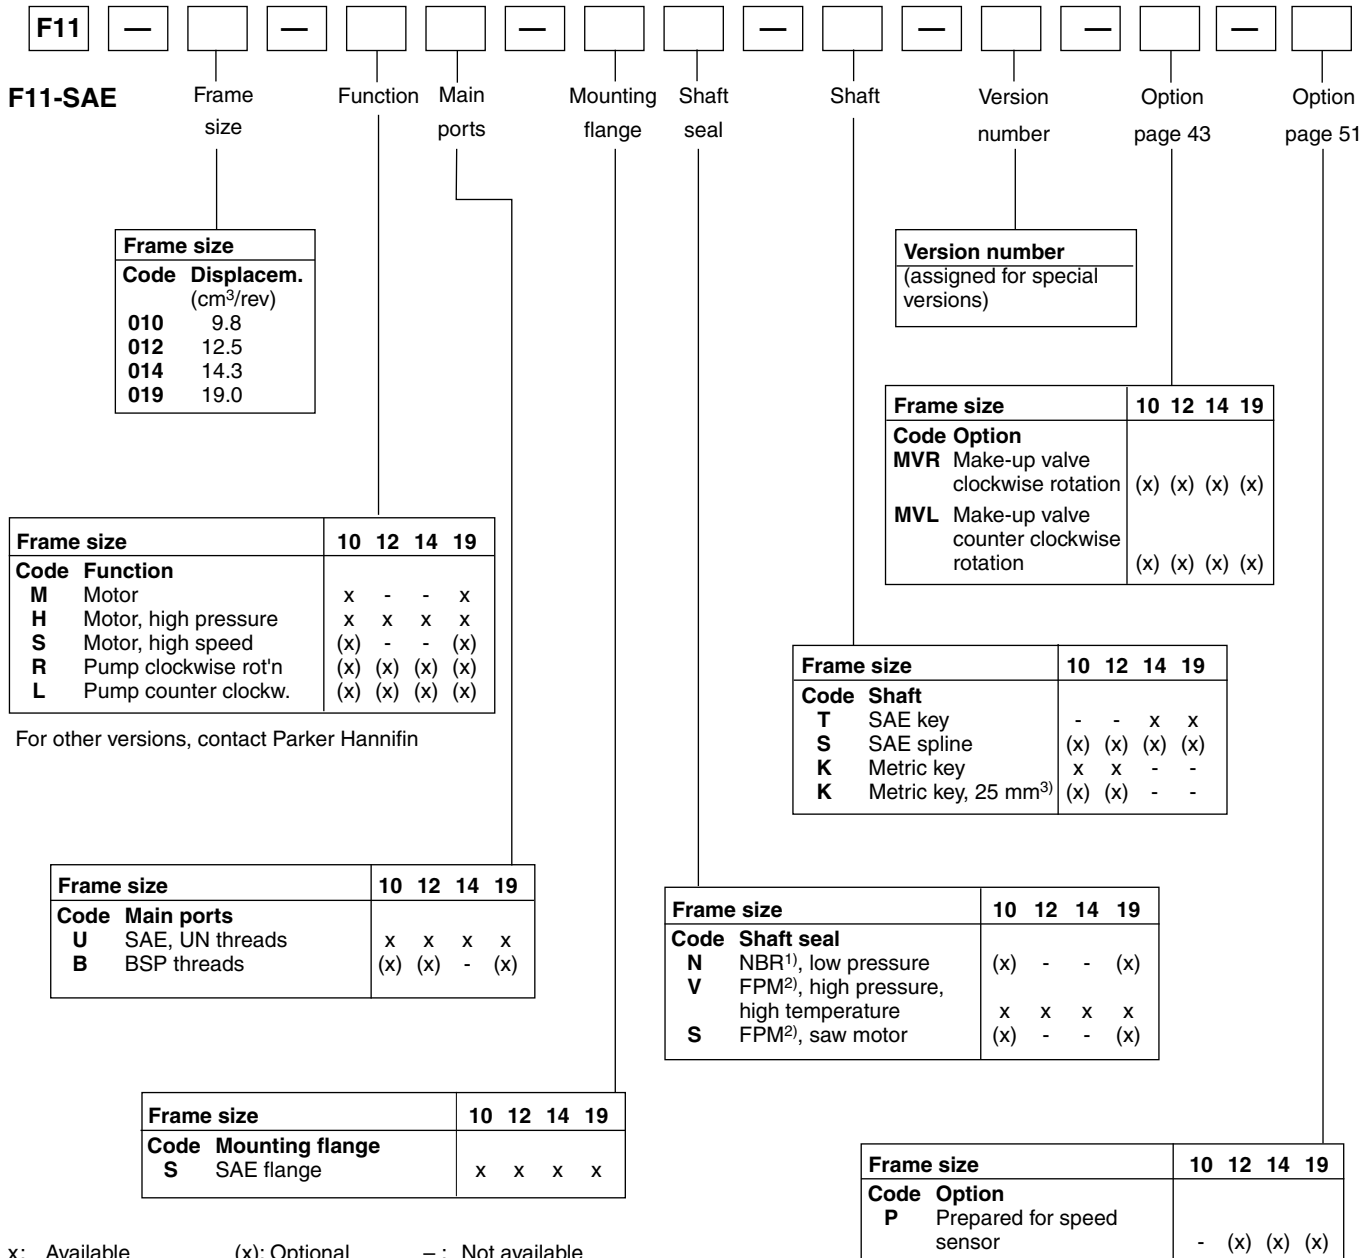 F11 — — — — — — —
F11-SAE
Frame size
Function
Main ports
Mounting flange
Shaft seal
Shaft
Version number
Option page 43
Option page 51
Frame size
Code Displacem.
(cm³/rev)
010 9.8
012 12.5
014 14.3
019 19.0
Version number
(assigned for special
versions)
Frame size 10 12 14 19
Code Option
MVR Make-up valve
clockwise rotation (x) (x) (x) (x)
MVL Make-up valve
counter clockwise
rotation (x) (x) (x) (x)
Frame size 10 12 14 19
Code Function
M Motor x - - x
H Motor, high pressure x x x x
S Motor, high speed (x) - - (x)
R Pump clockwise rot'n (x) (x) (x) (x)
L Pump counter clockw. (x) (x) (x) (x)
For other versions, contact Parker Hannifin
Frame size 10 12 14 19
Code Shaft
T SAE key - - x x
S SAE spline (x) (x) (x) (x)
K Metric key x x - -
K Metric key, 25 mm³⁾ (x) (x) - -
Frame size 10 12 14 19
Code Main ports
U SAE, UN threads x x x x
B BSP threads (x) (x) - (x)
Frame size 10 12 14 19
Code Shaft seal
N NBR¹⁾, low pressure (x) - - (x)
V FPM²⁾, high pressure,
high temperature x x x x
S FPM²⁾, saw motor (x) - - (x)
Frame size 10 12 14 19
Code Mounting flange
S SAE flange x x x x
Frame size 10 12 14 19
Code Option
P Prepared for speed
sensor - (x) (x) (x)
x: Available (x): Optional – : Not available